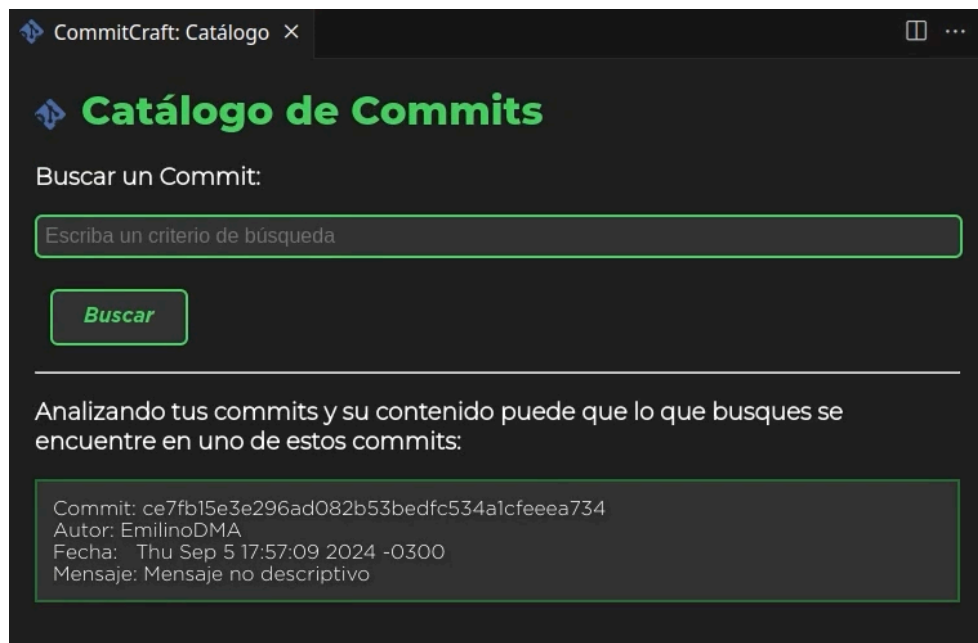 CommitCraft: Catálogo
Catálogo de Commits
Buscar un Commit:
Escriba un criterio de búsqueda
Buscar
Analizando tus commits y su contenido puede que lo que busques se
encuentre en uno de estos commits:
Commit: ce7fb15e3e296ad082b53bedfc534a1cfeeea734
Autor: EmilinoDMA
Fecha:   Thu Sep 5 17:57:09 2024 -0300
Mensaje: Mensaje no descriptivo